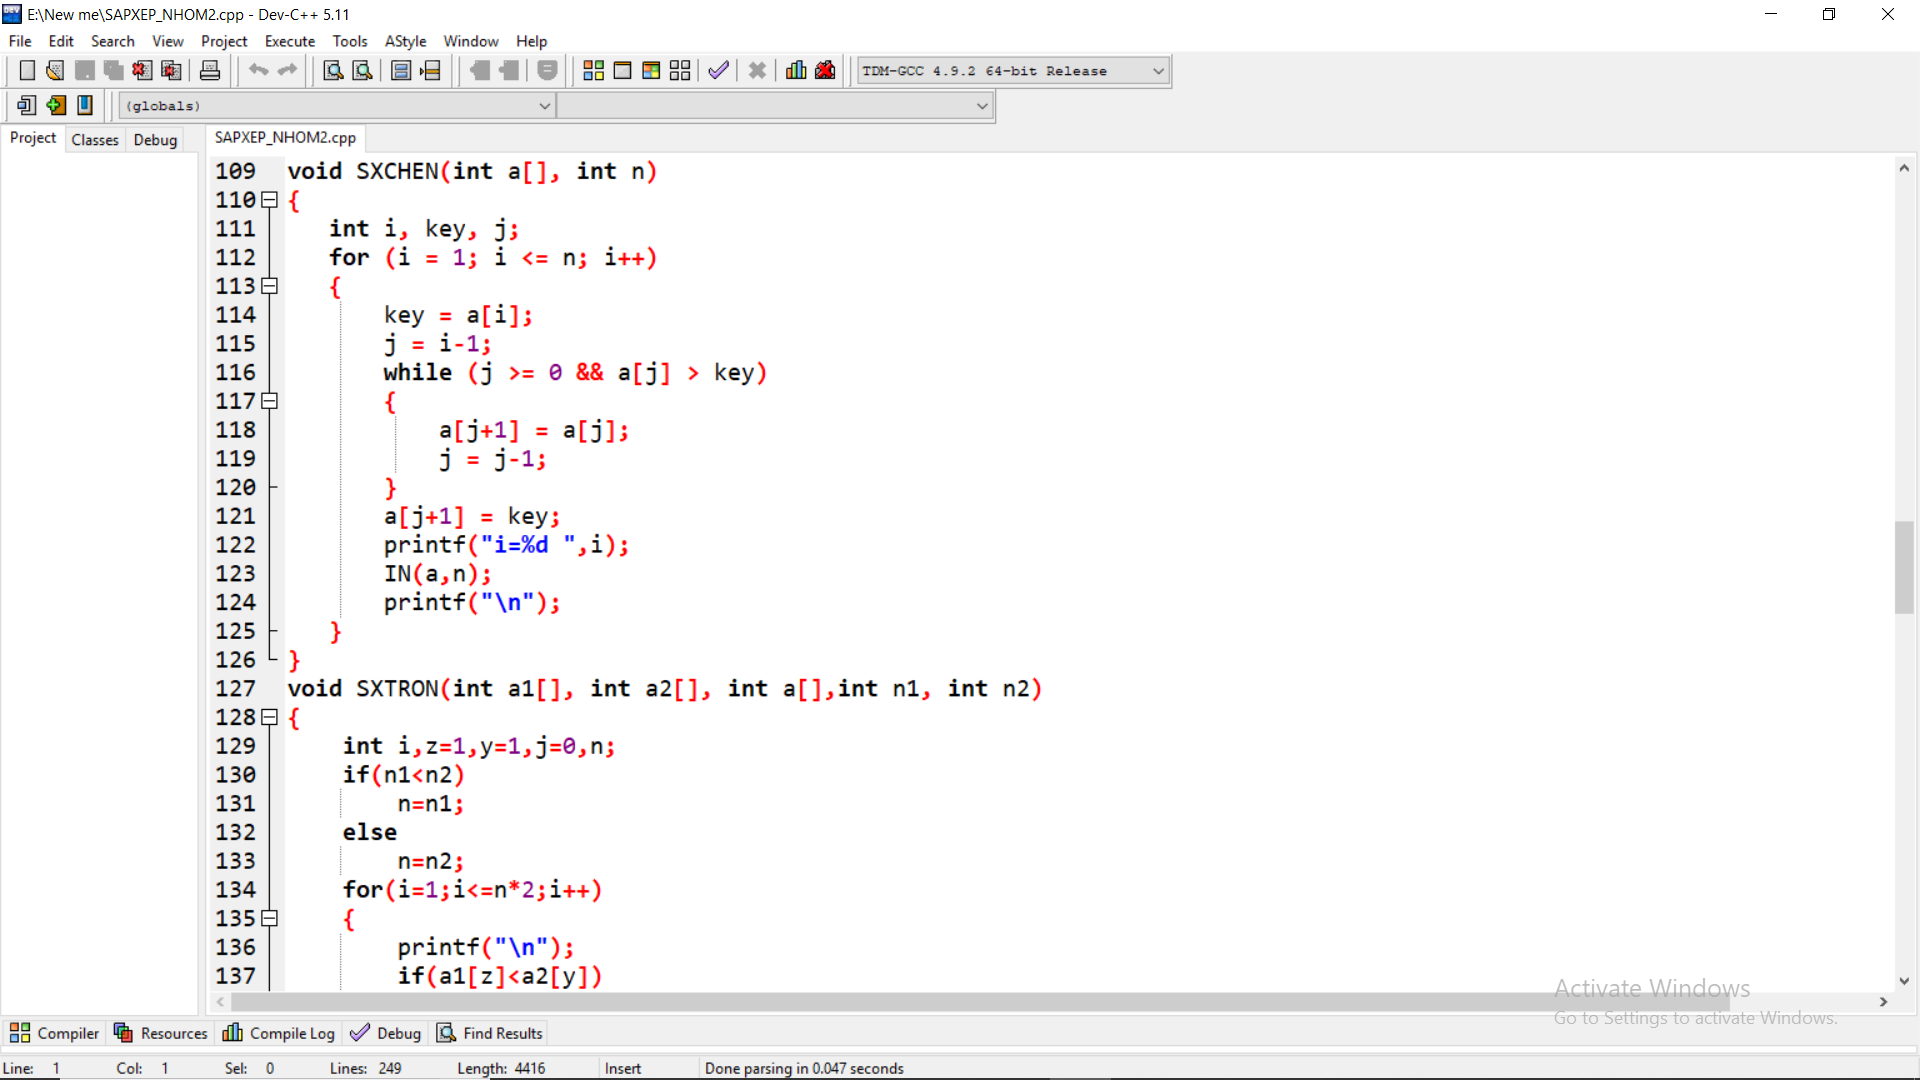 E:\New me\SAPXEP_NHOM2.cpp - Dev-C++ 5.11
File Edit Search View Project Execute Tools AStyle Window Help
TDM-GCC 4.9.2 64-bit Release
(globals)
Project Classes Debug
SAPXEP_NHOM2.cpp
109 void SXCHEN(int a[], int n)
110 {
111 int i, key, j;
112 for (i = 1; i <= n; i++)
113 {
114 key = a[i];
115 j = i-1;
116 while (j >= 0 && a[j] > key)
117 {
118 a[j+1] = a[j];
119 j = j-1;
120 }
121 a[j+1] = key;
122 printf("i=%d ",i);
123 IN(a,n);
124 printf("\n");
125 }
126 }
127 void SXTRON(int a1[], int a2[], int a[],int n1, int n2)
128 {
129 int i,z=1,y=1,j=0,n;
130 if(n1<n2)
131 n=n1;
132 else
133 n=n2;
134 for(i=1;i<=n*2;i++)
135 {
136 printf("\n");
137 if(a1[z]<a2[y])
Activate Windows
Go to Settings to activate Windows.
Compiler Resources Compile Log Debug Find Results
Line: 1 Col: 1 Sel: 0 Lines: 249 Length: 4416 Insert Done parsing in 0.047 seconds